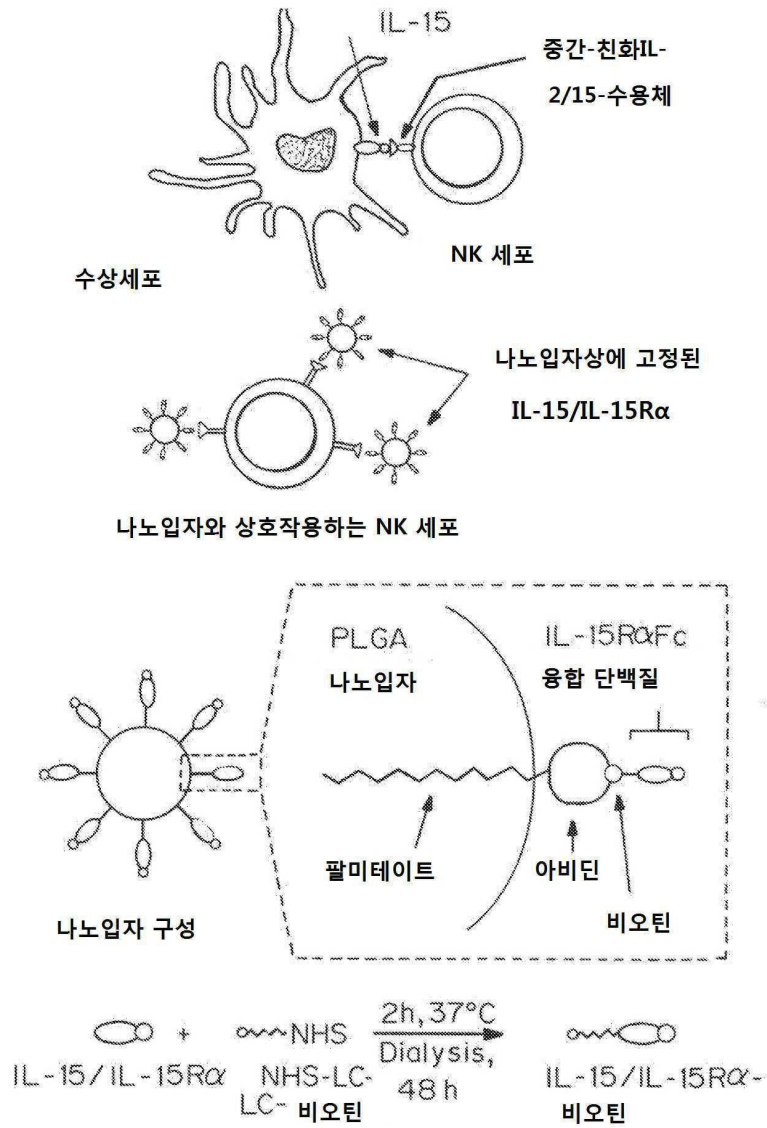 IL-15
중간-친화IL-
2/15-수용체
NK 세포
수상세포
나노입자상에 고정된
IL-15/IL-15Rα
나노입자와 상호작용하는 NK 세포
PLGA
나노입자
IL-15RαFc
융합 단백질
팔미테이트
아비딘
비오틴
나노입자 구성
+
NHS
2h, 37°C
Dialysis,
48 h
IL-15/IL-15Rα
NHS-LC-
LC- 비오틴
IL-15/IL-15Rα-
비오틴